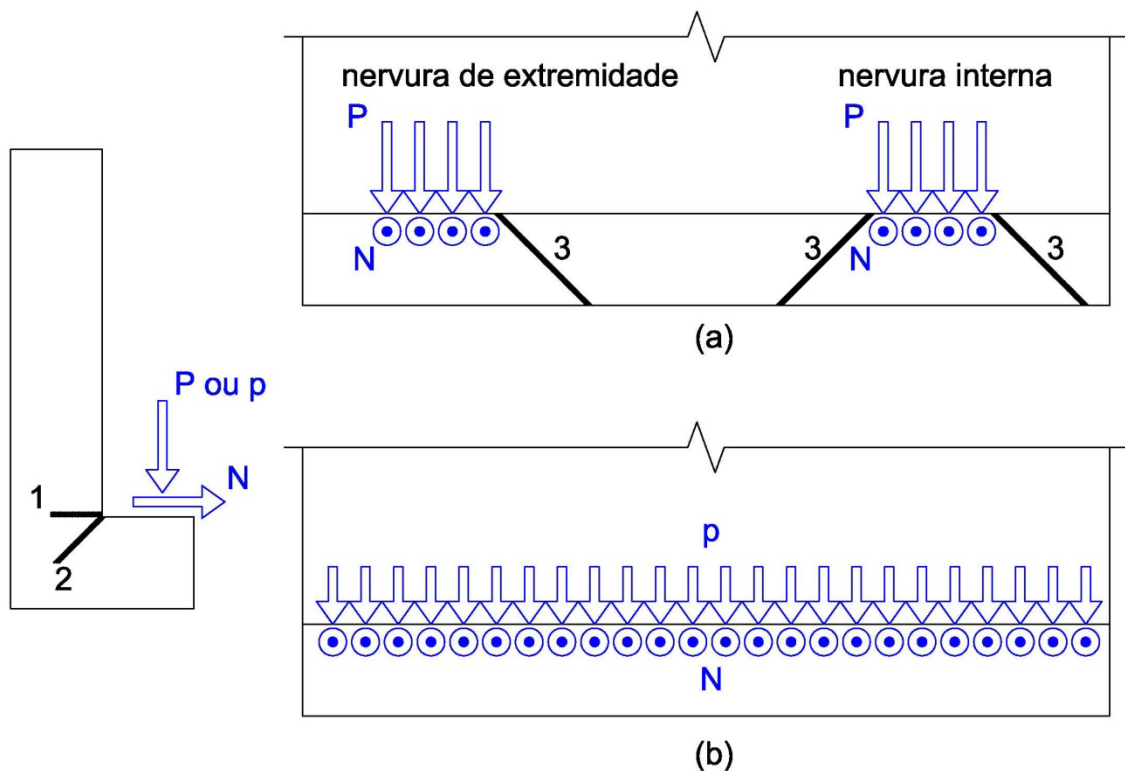 nervura de extremidade
nervura interna
P
P
N
3
3
N
3
(a)
P ou p
N
1
2
p
N
(b)